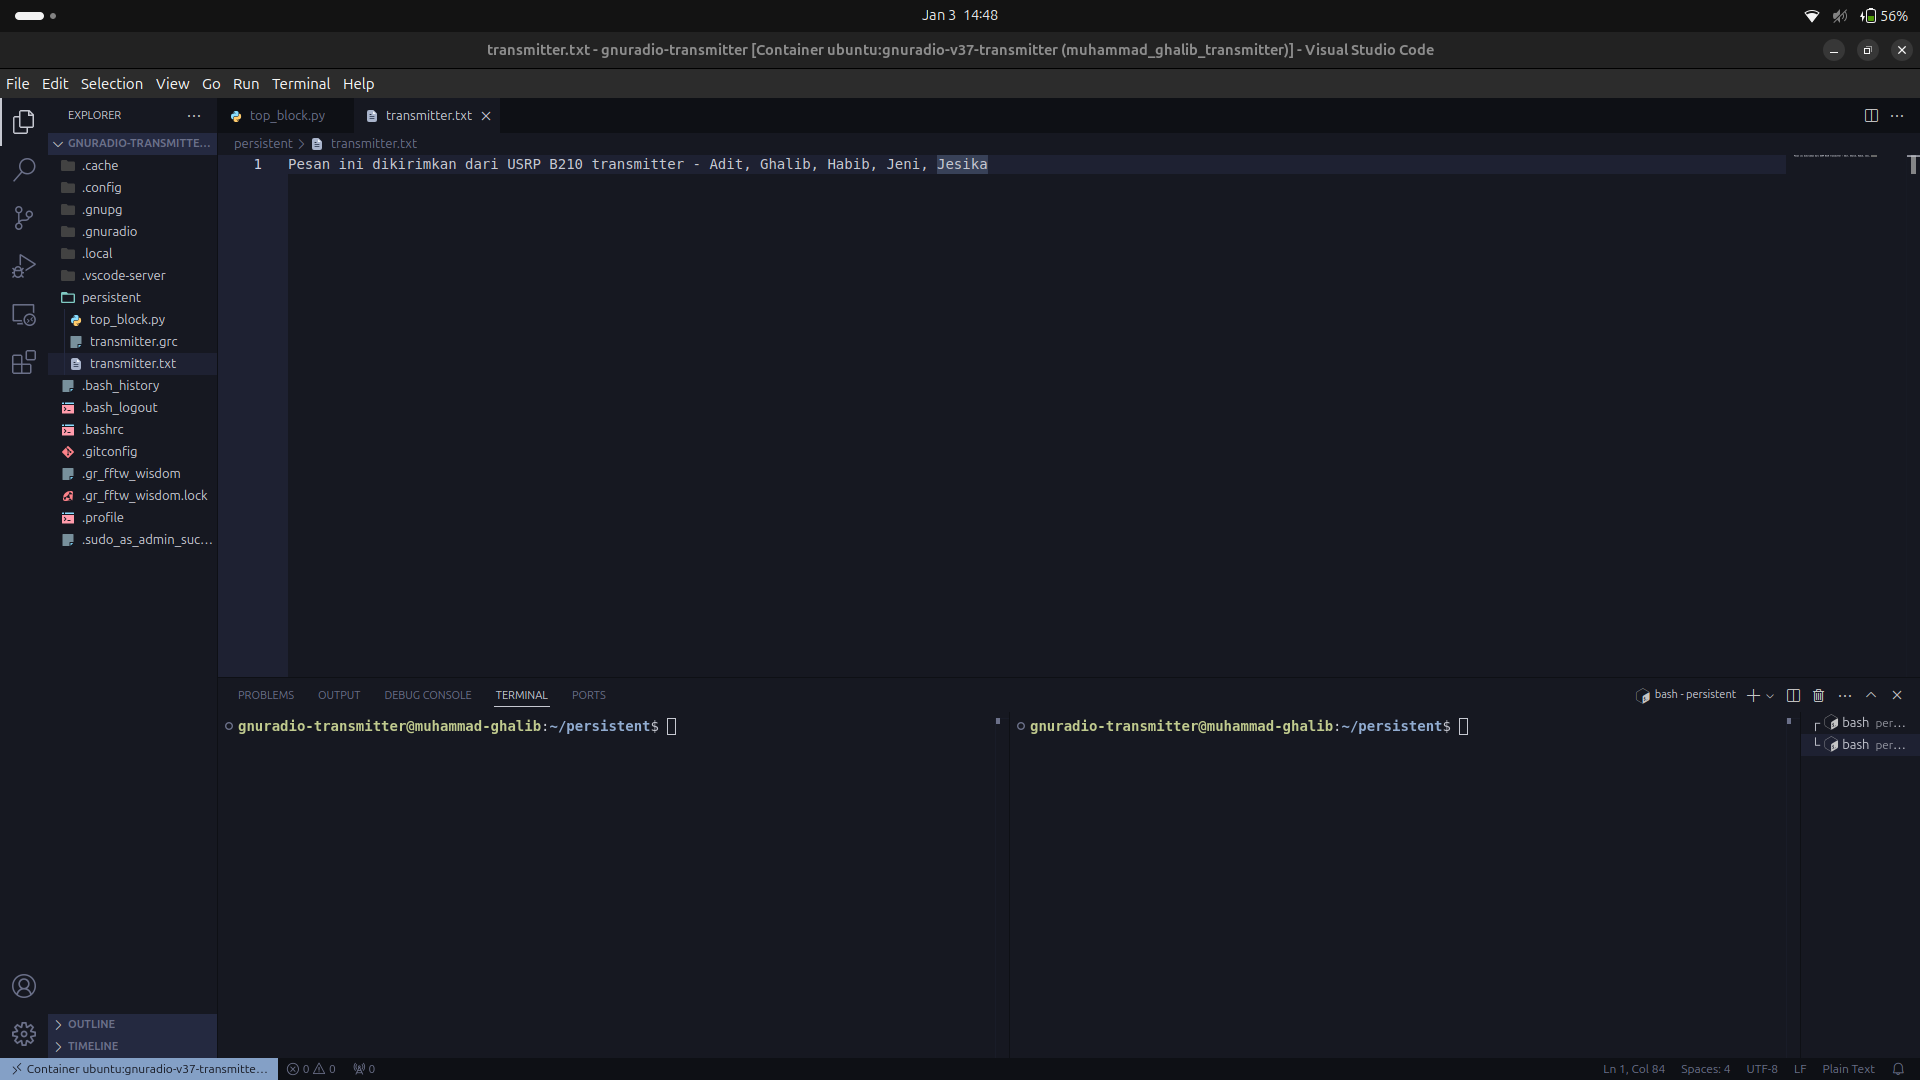 Jan 3 14:48
56%
transmitter.txt - gnuradio-transmitter [Container ubuntu:gnuradio-v37-transmitter (muhammad_ghalib_transmitter)] - Visual Studio Code
File Edit Selection View Go Run Terminal Help
EXPLORER
top_block.py
transmitter.txt
GNURADIO-TRANSMITTE...
persistent > transmitter.txt
1 Pesan ini dikirimkan dari USRP B210 transmitter - Adit, Ghalib, Habib, Jeni, Jesika
.cache
.config
.gnupg
.gnuradio
.local
.vscode-server
persistent
top_block.py
transmitter.grc
transmitter.txt
.bash_history
.bash_logout
.bashrc
.gitconfig
.gr_fftw_wisdom
.gr_fftw_wisdom.lock
.profile
.sudo_as_admin_suc...
OUTLINE
TIMELINE
PROBLEMS OUTPUT DEBUG CONSOLE TERMINAL PORTS
bash - persistent
gnuradio-transmitter@muhammad-ghalib:~/persistent$
gnuradio-transmitter@muhammad-ghalib:~/persistent$
bash per...
bash per...
Container ubuntu:gnuradio-v37-transmitte... 0 0 0
Ln 1, Col 84 Spaces: 4 UTF-8 LF Plain Text